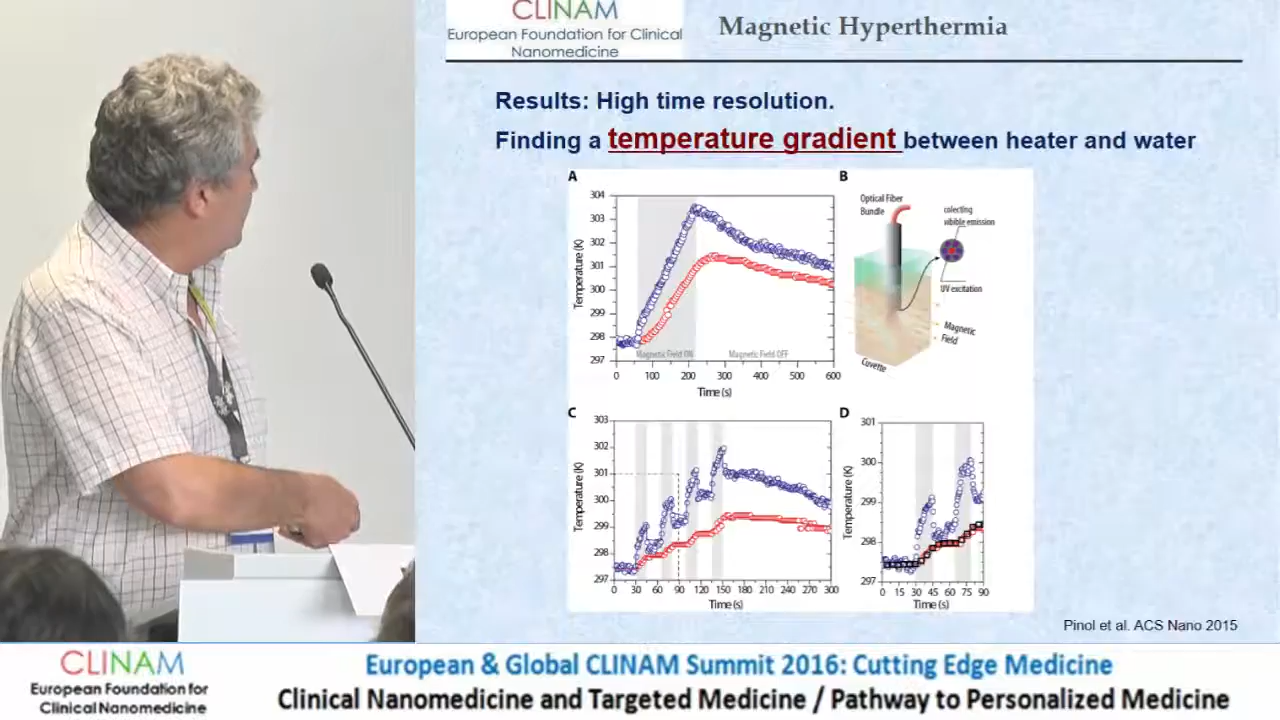 CLINAM
European Foundation for Clinical
Nanomedicine
Magnetic Hyperthermia
Results: High time resolution.
Finding a temperature gradient between heater and water
A
304
303
302
301
300
299
298
297
Temperature (K)
Magnetic Field ON
Magnetic Field OFF
0 100 200 300 400 500 600
Time (s)
B
Optical Fiber
Bundle
colecting
visible emission
UV excitation
Magnetic
Field
Cuvette
C
303
302
301
300
299
298
297
Temperature (K)
0 30 60 90 120 150 180 210 240 270 300
Time (s)
D
301
300
299
298
297
Temperature (K)
0 15 30 45 60 75 90
Time (s)
Pinol et al. ACS Nano 2015
CLINAM
European Foundation for
Clinical Nanomedicine
European & Global CLINAM Summit 2016: Cutting Edge Medicine
Clinical Nanomedicine and Targeted Medicine / Pathway to Personalized Medicine